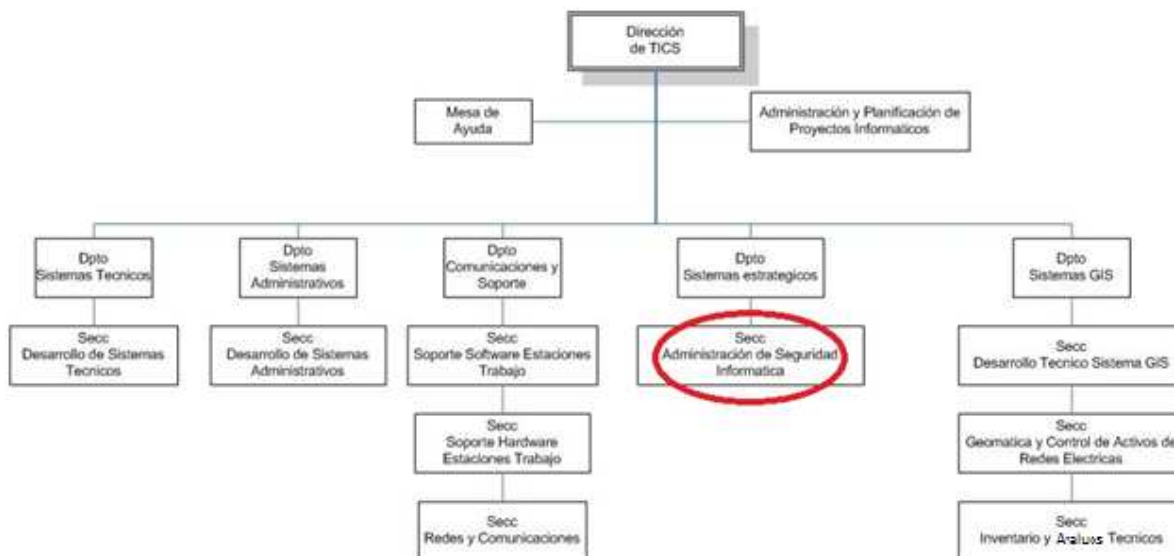 Dirección
de TICS
Mesa de
Ayuda
Administración y Planificación de
Proyectos Informaticos
Dpto
Sistemas Tecnicos
Dpto
Sistemas
Administrativos
Dpto
Comunicaciones y
Soporte
Dpto
Sistemas estrategicos
Dpto
Sistemas GIS
Secc
Desarrollo de Sistemas
Tecnicos
Secc
Desarrollo de Sistemas
Administrativos
Secc
Soporte Software Estaciones
Trabajo
Secc
Administración de Seguridad
Informatica
Secc
Desarrollo Tecnico Sistema GIS
Secc
Soporte Hardware
Estaciones Trabajo
Secc
Geomatica y Control de Activos de
Redes Electricas
Secc
Redes y Comunicaciones
Secc
Inventario y Tecnicos